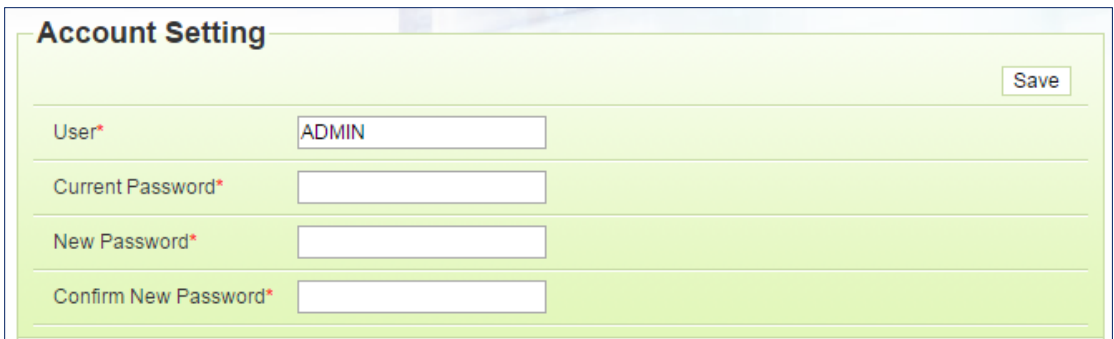 Account Setting
Save
User* ADMIN
Current Password*
New Password*
Confirm New Password*